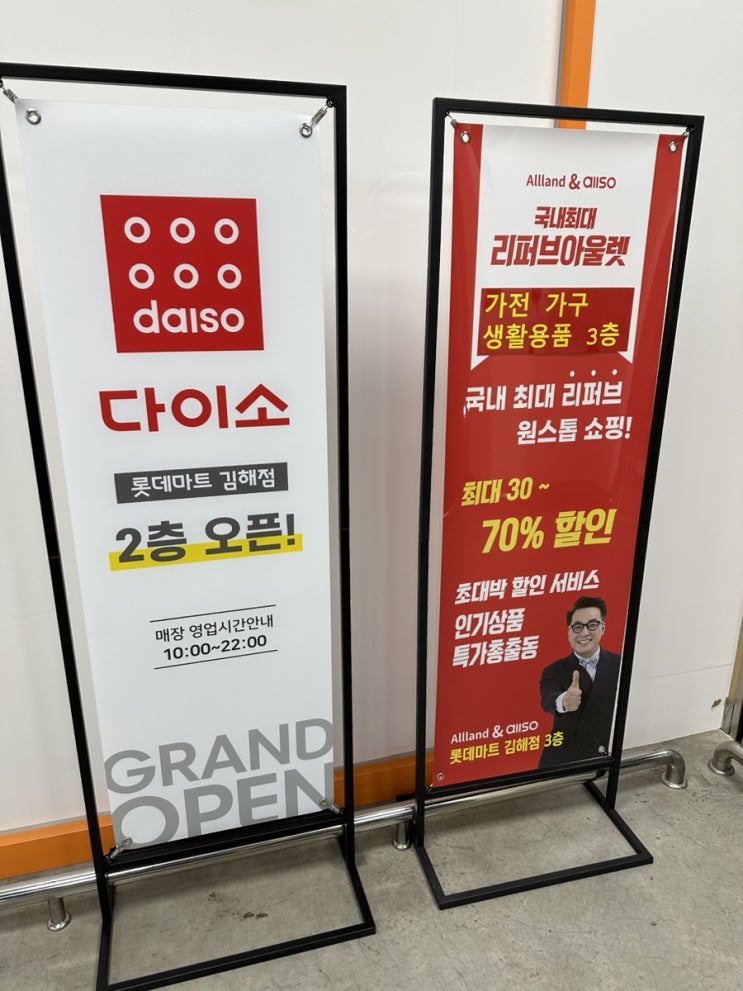 daiso
다이소
롯데마트 김해점
2층 오픈!
매장 영업시간안내
10:00~22:00
GRAND
OPEN
Allland & allso
국내최대
리퍼브아울렛
가전 가구
생활용품 3층
국내 최대 리퍼브
원스톱 쇼핑!
최대 30 ~
70% 할인
초대박 할인 서비스
인기상품
특가총출동
Allland & allso
롯데마트 김해점 3층